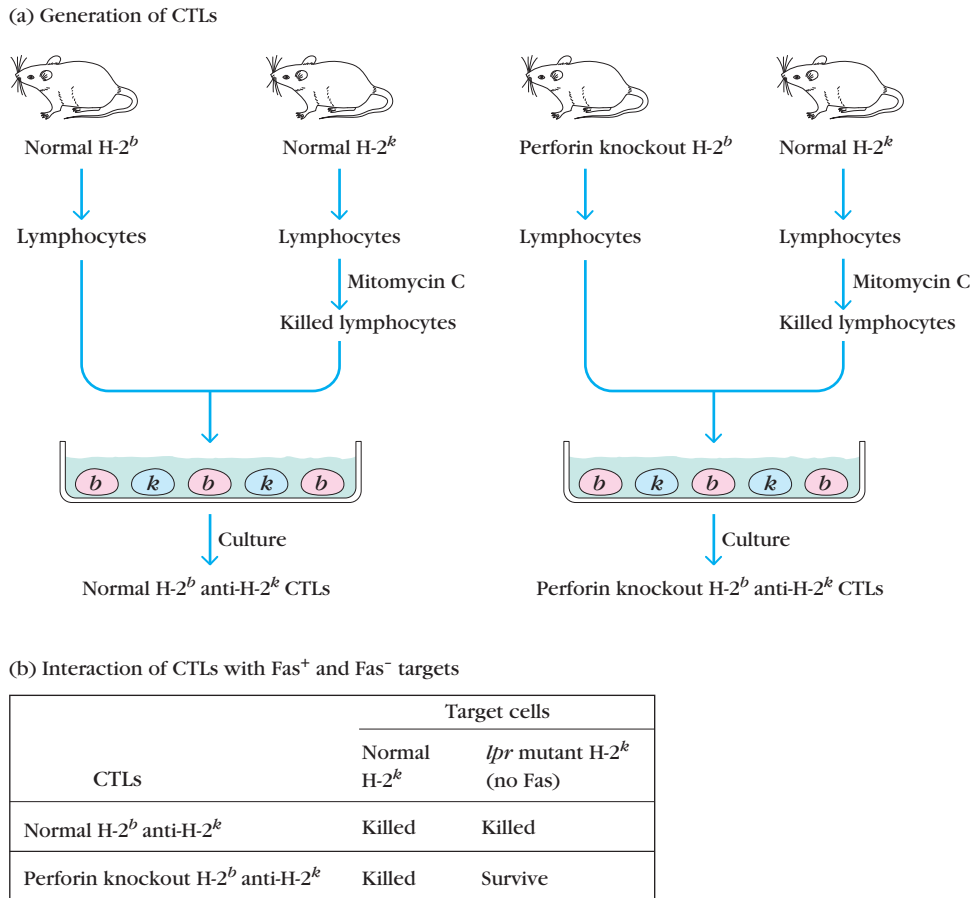 (a) Generation of CTLs
Normal H-2ᵇ Normal H-2ᵏ Perforin knockout H-2ᵇ Normal H-2ᵏ
Lymphocytes Lymphocytes Lymphocytes Lymphocytes
Mitomycin C Mitomycin C
Killed lymphocytes Killed lymphocytes
b k b k b b k b k b
Culture Culture
Normal H-2ᵇ anti-H-2ᵏ CTLs Perforin knockout H-2ᵇ anti-H-2ᵏ CTLs
(b) Interaction of CTLs with Fas⁺ and Fas⁻ targets
Target cells
Normal lpr mutant H-2ᵏ
CTLs H-2ᵏ (no Fas)
Normal H-2ᵇ anti-H-2ᵏ Killed Killed
Perforin knockout H-2ᵇ anti-H-2ᵏ Killed Survive